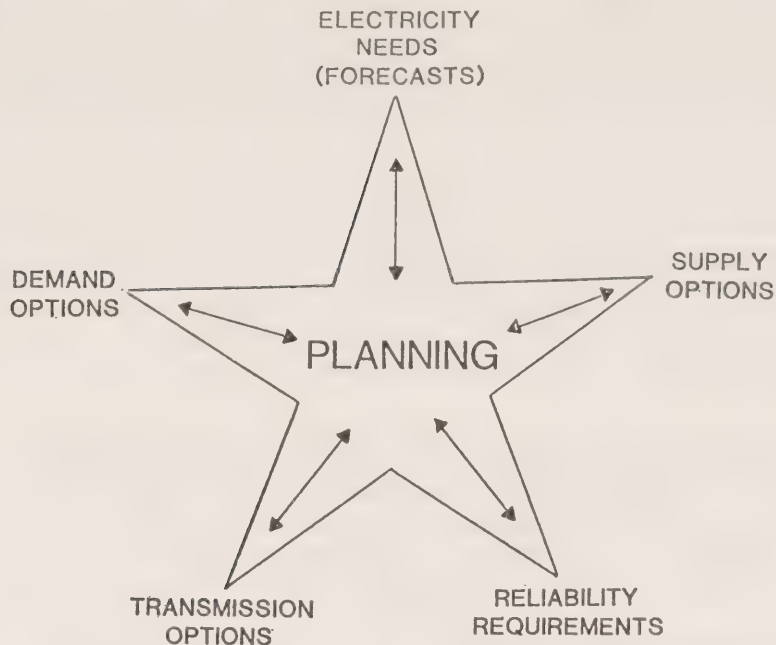 ELECTRICITY
NEEDS
(FORECASTS)
DEMAND
OPTIONS
SUPPLY
OPTIONS
PLANNING
TRANSMISSION
OPTIONS
RELIABILITY
REQUIREMENTS